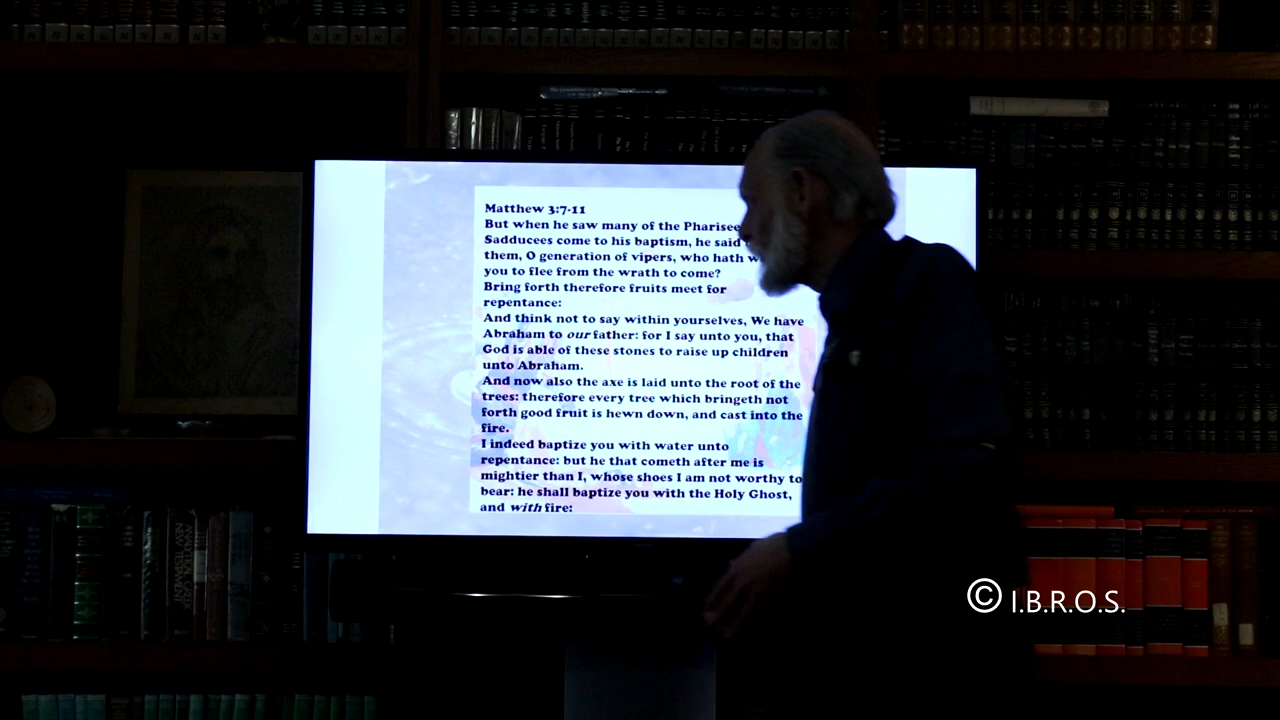 Matthew 3:7-11
But when he saw many of the Pharisee
Sadducees come to his baptism, he said
them, O generation of vipers, who hath
you to flee from the wrath to come?
Bring forth therefore fruits meet for
repentance:
And think not to say within yourselves, We have
Abraham to our father: for I say unto you, that
God is able of these stones to raise up children
unto Abraham.
And now also the axe is laid unto the root of the
trees: therefore every tree which bringeth not
forth good fruit is hewn down, and cast into the
fire.
I indeed baptize you with water unto
repentance: but he that cometh after me is
mightier than I, whose shoes I am not worthy to
bear: he shall baptize you with the Holy Ghost,
and with fire:
ANALYTICAL GREEK
NEW TESTAMENT
© I.B.R.O.S.